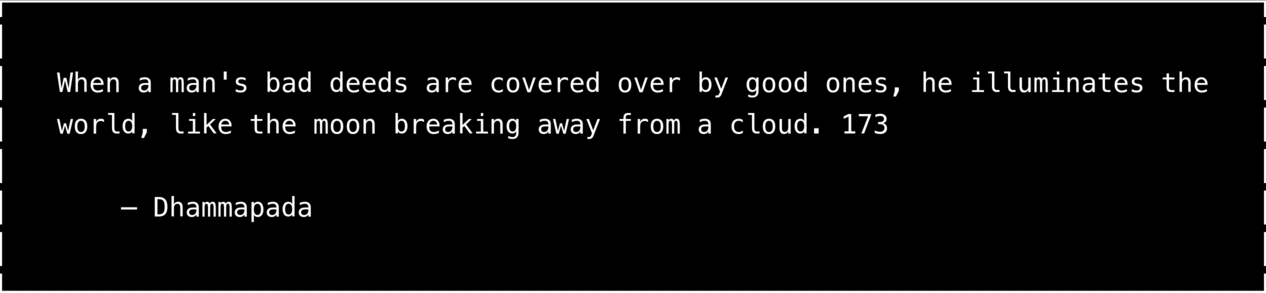 When a man's bad deeds are covered over by good ones, he illuminates the
world, like the moon breaking away from a cloud. 173
— Dhammapada